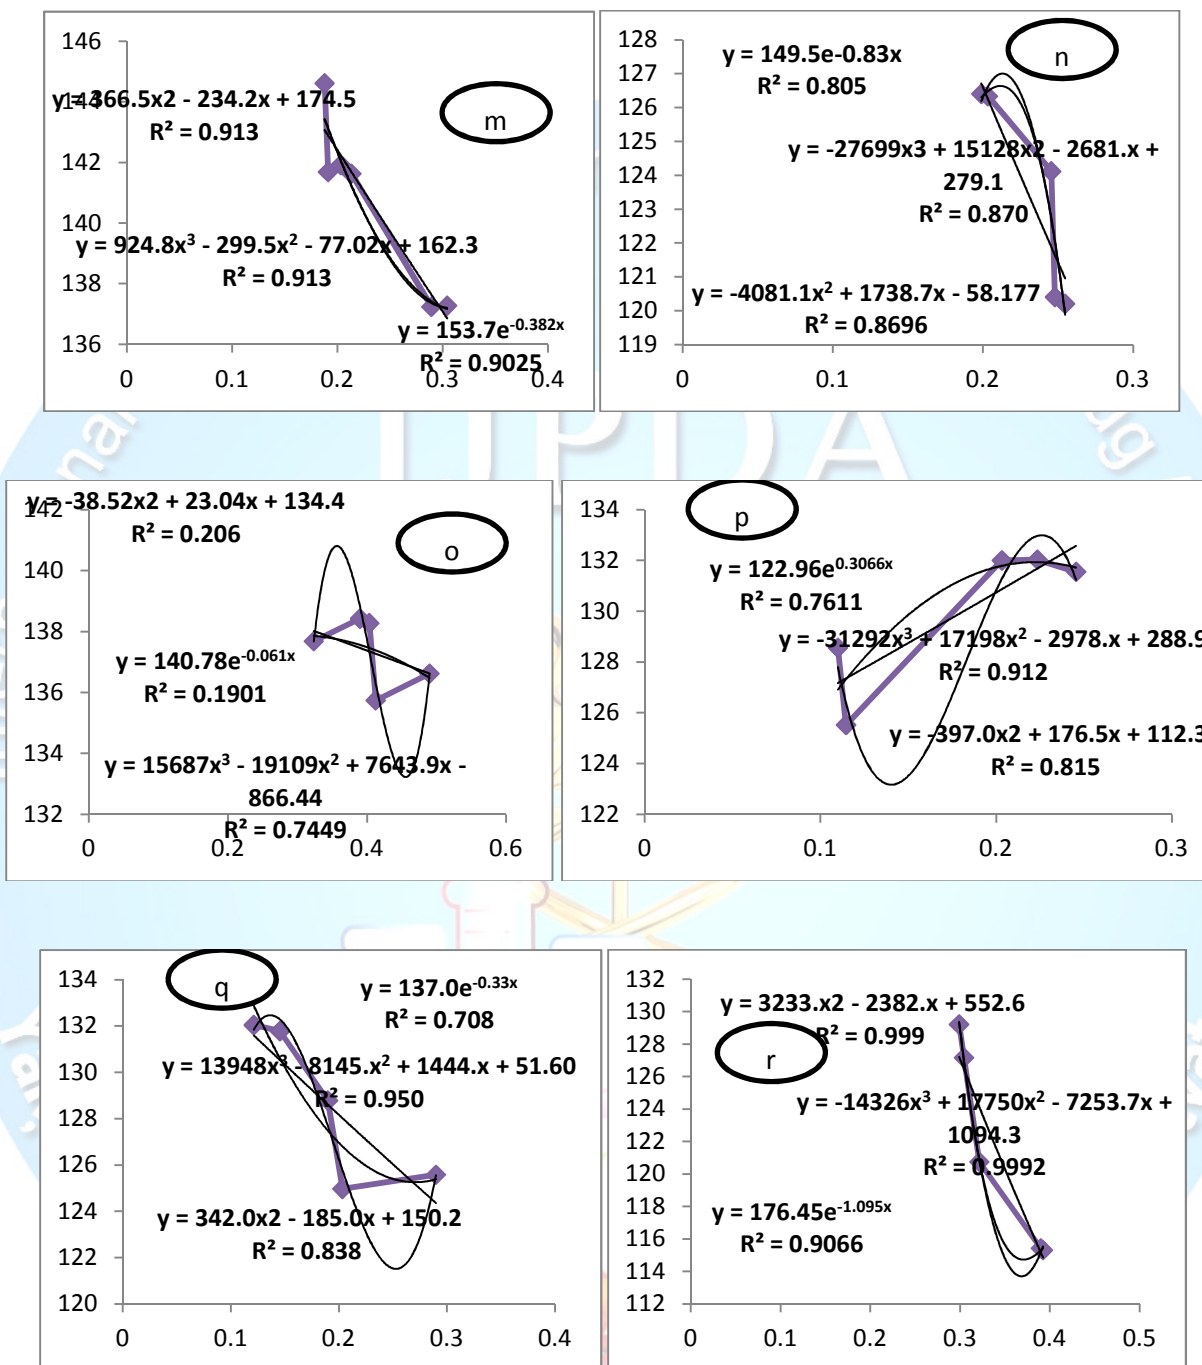 146
144
142
140
138
136
0
0.1
0.2
0.3
0.4
y = 366.5x2 - 234.2x + 174.5
R² = 0.913
y = 924.8x³ - 299.5x² - 77.02x + 162.3
R² = 0.913
y = 153.7e^-0.382x
R² = 0.9025
m
128
127
126
125
124
123
122
121
120
119
0
0.1
0.2
0.3
y = 149.5e-0.83x
R² = 0.805
y = -27699x3 + 15128x2 - 2681.x +
279.1
R² = 0.870
y = -4081.1x² + 1738.7x - 58.177
R² = 0.8696
n
UPDA
142
140
138
136
134
132
0
0.2
0.4
0.6
y = -38.52x2 + 23.04x + 134.4
R² = 0.206
y = 140.78e^-0.061x
R² = 0.1901
y = 15687x³ - 19109x² + 7643.9x -
866.44
R² = 0.7449
o
134
132
130
128
126
124
122
0
0.1
0.2
0.3
p
y = 122.96e^0.3066x
R² = 0.7611
y = -31292x³ + 17198x² - 2978.x + 288.9
R² = 0.912
y = -397.0x2 + 176.5x + 112.3
R² = 0.815
134
132
130
128
126
124
122
120
0
0.1
0.2
0.3
0.4
q
y = 137.0e^-0.33x
R² = 0.708
y = 13948x³ - 8145.x² + 1444.x + 51.60
R² = 0.950
y = 342.0x2 - 185.0x + 150.2
R² = 0.838
132
130
128
126
124
122
120
118
116
114
112
0
0.1
0.2
0.3
0.4
0.5
y = 3233.x2 - 2382.x + 552.6
R² = 0.999
r
y = -14326x³ + 17750x² - 7253.7x +
1094.3
R² = 0.9992
y = 176.45e^-1.095x
R² = 0.9066